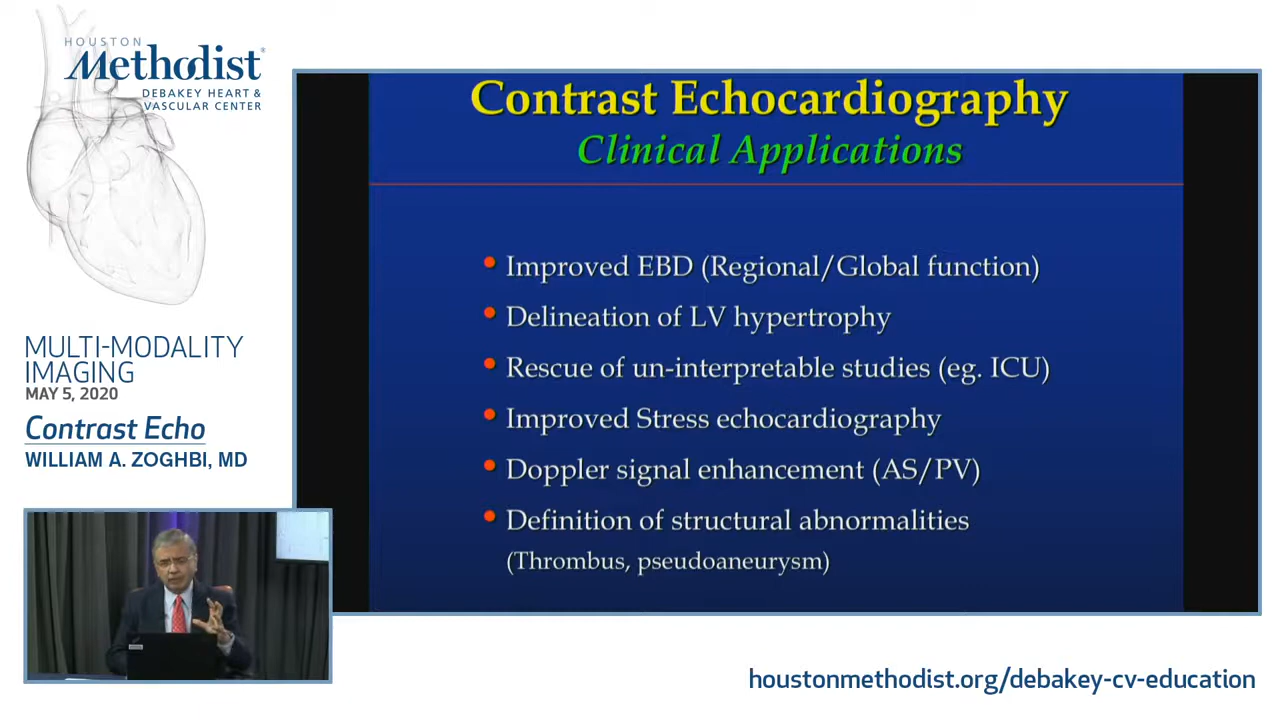 HOUSTON
Methodist®
DEBAKEY HEART &
VASCULAR CENTER
MULTI-MODALITY
IMAGING
MAY 5, 2020
Contrast Echo
WILLIAM A. ZOGHBI, MD
Contrast Echocardiography
Clinical Applications
• Improved EBD (Regional/Global function)
• Delineation of LV hypertrophy
• Rescue of un-interpretable studies (eg. ICU)
• Improved Stress echocardiography
• Doppler signal enhancement (AS/PV)
• Definition of structural abnormalities
(Thrombus, pseudoaneurysm)
houstonmethodist.org/debakey-cv-education